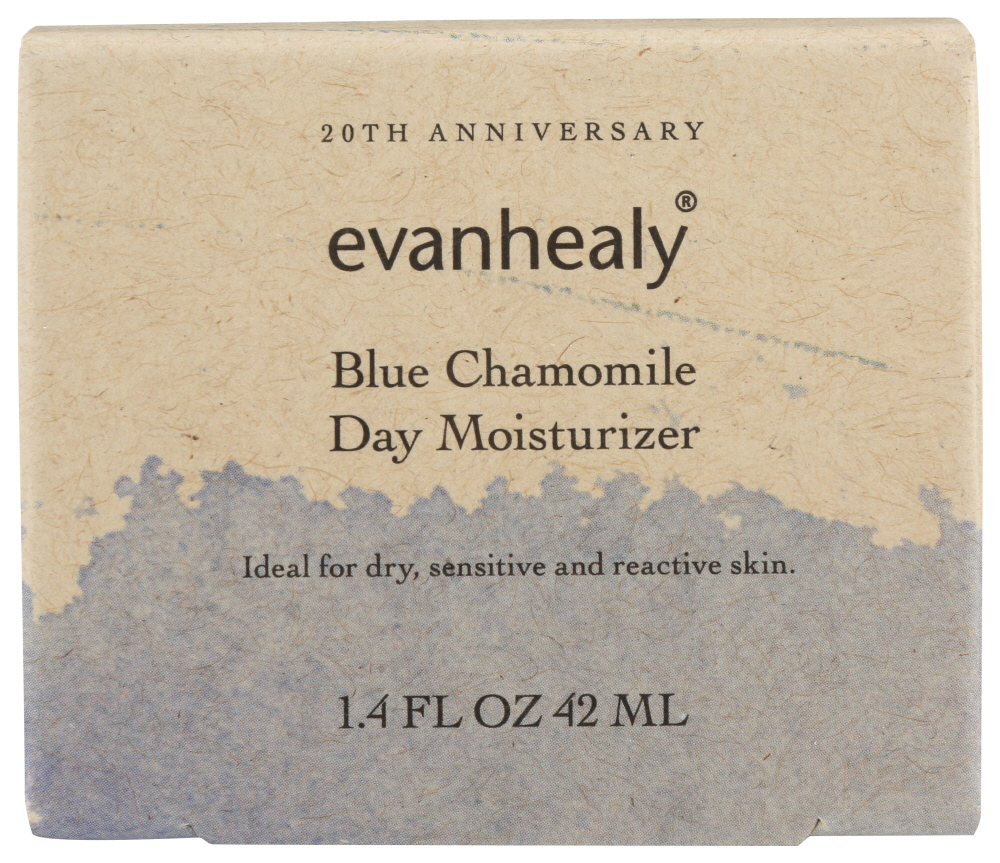 20TH ANNIVERSARY
evanhealy®
Blue Chamomile
Day Moisturizer
Ideal for dry, sensitive and reactive skin.
1.4 FL OZ 42 ML